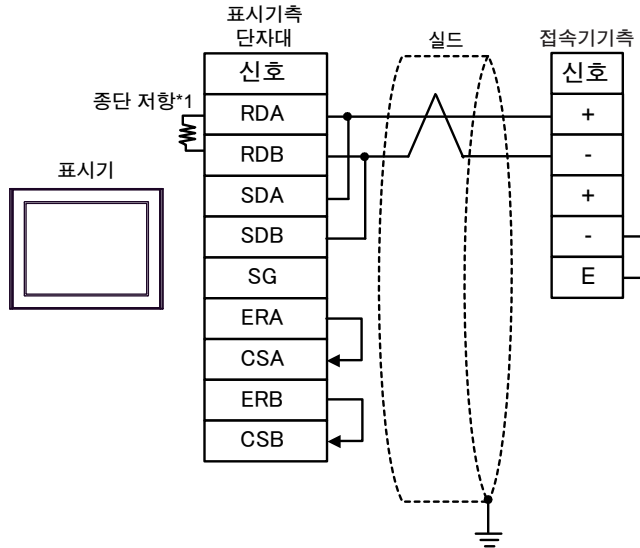 표시기측
단자대
신호
종단 저항*1
RDA
RDB
SDA
SDB
SG
ERA
CSA
ERB
CSB
표시기
실드
접속기기측
신호
+
-
+
-
E